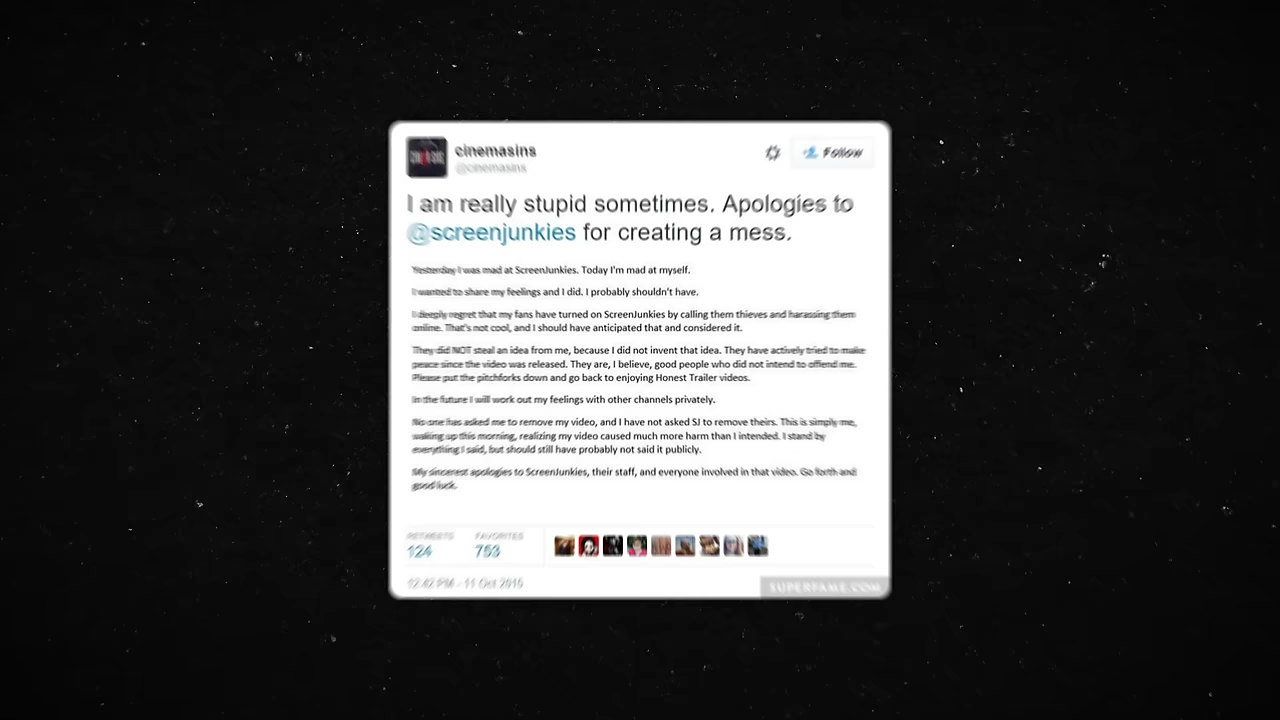 cinemasins
@cinemasins
Follow
I am really stupid sometimes. Apologies to
@screenjunkies for creating a mess.
Yesterday I was mad at ScreenJunkies. Today I'm mad at myself.
I wanted to share my feelings and I did. I probably shouldn't have.
I deeply regret that my fans have turned on ScreenJunkies by calling them thieves and harassing them
online. That's not cool, and I should have anticipated that and considered it.
They did NOT steal an idea from me, because I did not invent that idea. They have actively tried to make
peace since the video was released. They are, I believe, good people who did not intend to offend me.
Please put the pitchforks down and go back to enjoying Honest Trailer videos.
In the future I will work out my feelings with other channels privately.
No one has asked me to remove my video, and I have not asked SJ to remove theirs. This is simply me,
waking up this morning, realizing my video caused much more harm than I intended. I stand by
everything I said, but should still have probably not said it publicly.
My sincerest apologies to ScreenJunkies, their staff, and everyone involved in that video. Go forth and
good luck.
RETWEETS FAVORITES
124 753
12:42 PM - 11 Oct 2015
SUPERFAME.COM